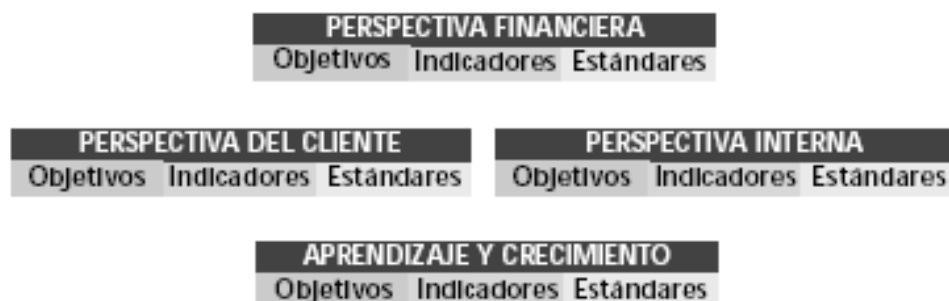 PERSPECTIVA FINANCIERA
Objetivos Indicadores Estándares
PERSPECTIVA DEL CLIENTE
Objetivos Indicadores Estándares
PERSPECTIVA INTERNA
Objetivos Indicadores Estándares
APRENDIZAJE Y CRECIMIENTO
Objetivos Indicadores Estándares